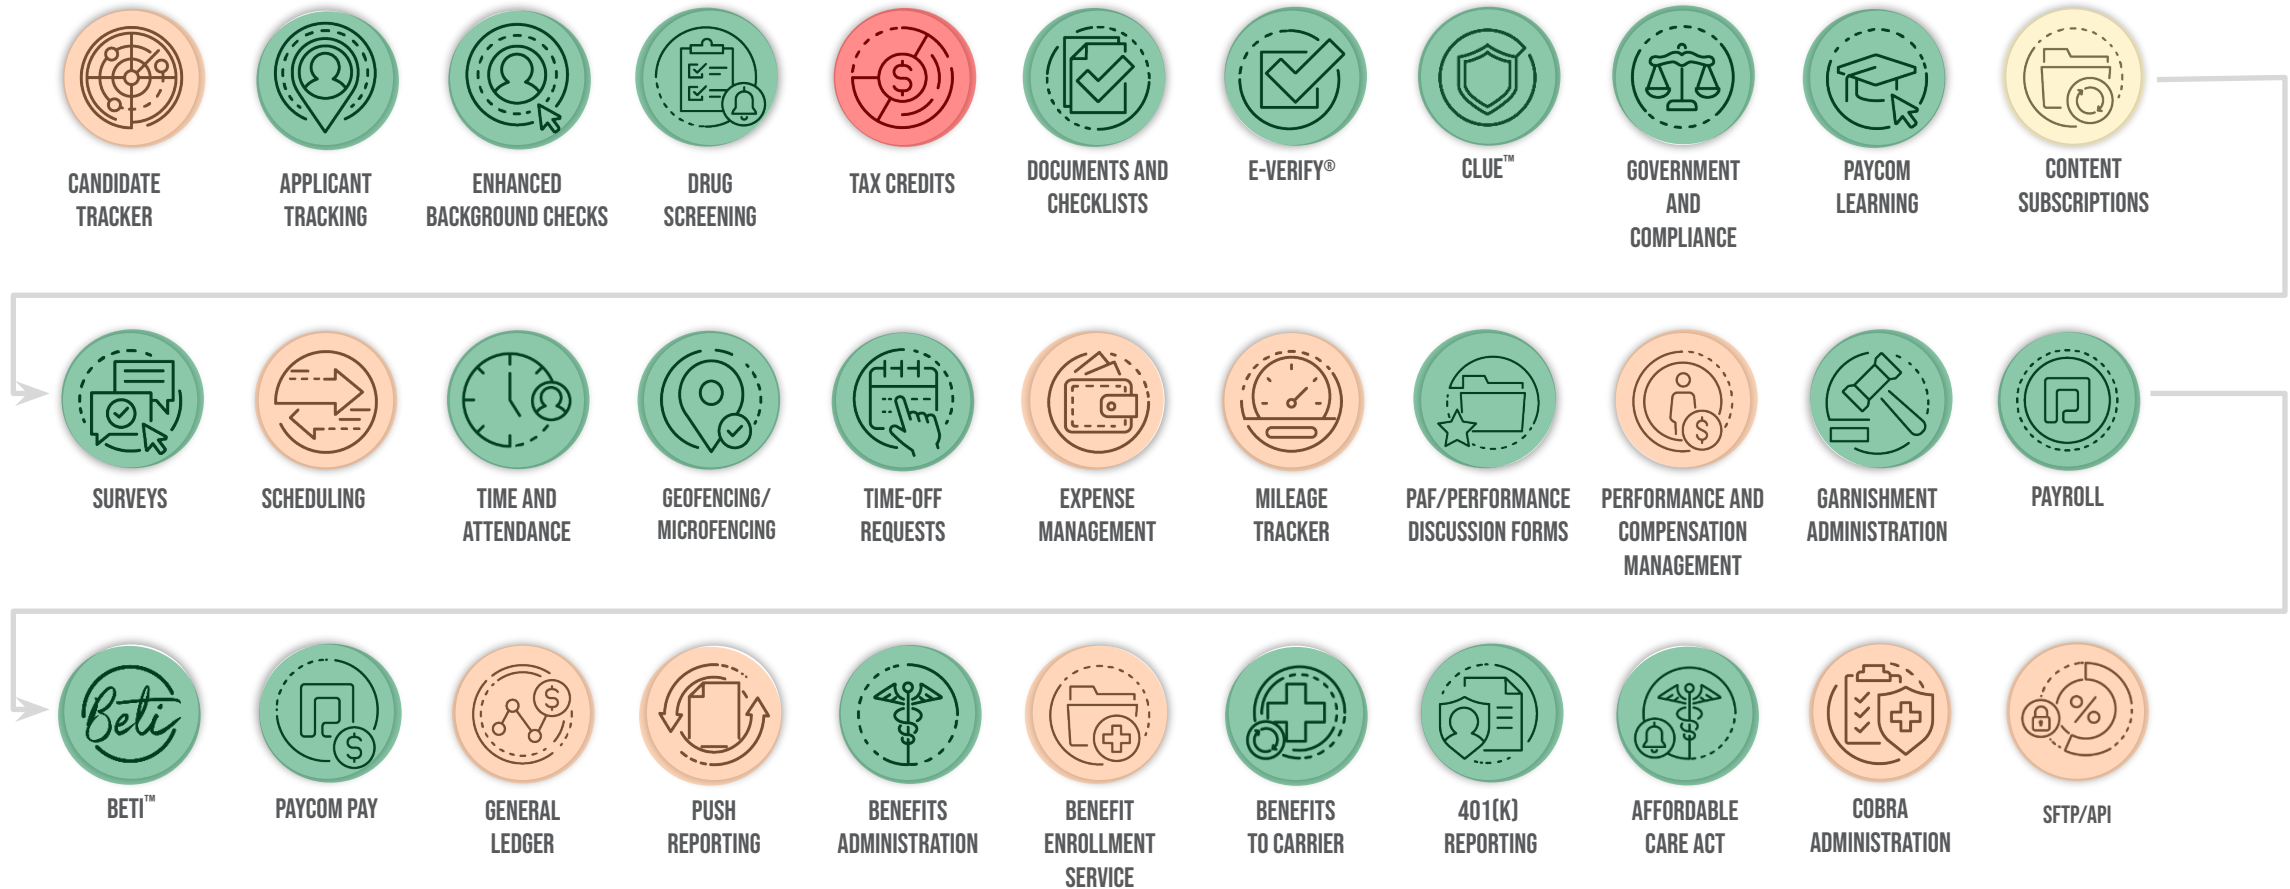 CANDIDATE
TRACKER
APPLICANT
TRACKING
ENHANCED
BACKGROUND CHECKS
DRUG
SCREENING
TAX CREDITS
DOCUMENTS AND
CHECKLISTS
E-VERIFY®
CLUE™
GOVERNMENT
AND
COMPLIANCE
PAYCOM
LEARNING
CONTENT
SUBSCRIPTIONS
SURVEYS
SCHEDULING
TIME AND
ATTENDANCE
GEOFENCING/
MICROFENCING
TIME-OFF
REQUESTS
EXPENSE
MANAGEMENT
MILEAGE
TRACKER
PAF/PERFORMANCE
DISCUSSION FORMS
PERFORMANCE AND
COMPENSATION
MANAGEMENT
GARNISHMENT
ADMINISTRATION
PAYROLL
Beti
BETI™
PAYCOM PAY
GENERAL
LEDGER
PUSH
REPORTING
BENEFITS
ADMINISTRATION
BENEFIT
ENROLLMENT
SERVICE
BENEFITS
TO CARRIER
401(K)
REPORTING
AFFORDABLE
CARE ACT
COBRA
ADMINISTRATION
SFTP/API